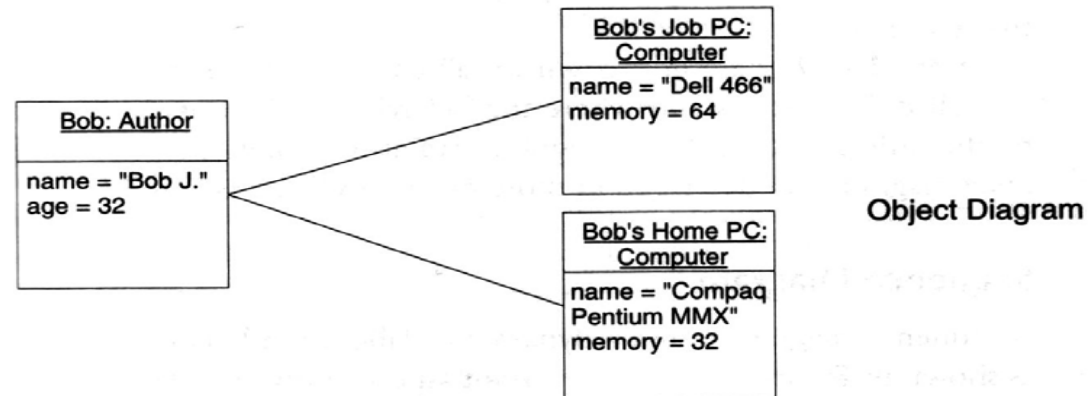 Bob: Author
name = "Bob J."
age = 32
Bob's Job PC:
Computer
name = "Dell 466"
memory = 64
Bob's Home PC:
Computer
name = "Compaq
Pentium MMX"
memory = 32
Object Diagram